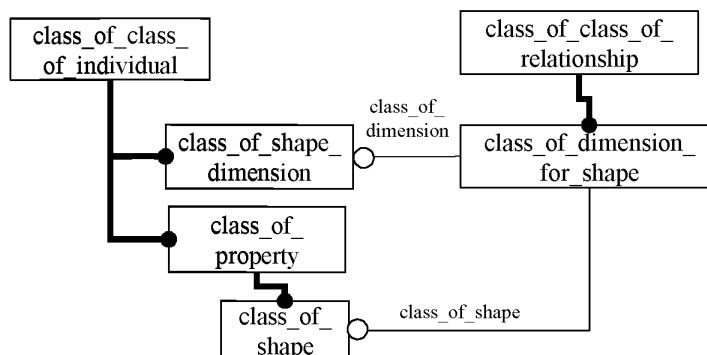 class_of_class_
of_individual
class_of_class_of_
relationship
class_of_
dimension
class_of_shape_
dimension
class_of_dimension_
for_shape
class_of_
property
class_of_shape
class_of_
shape